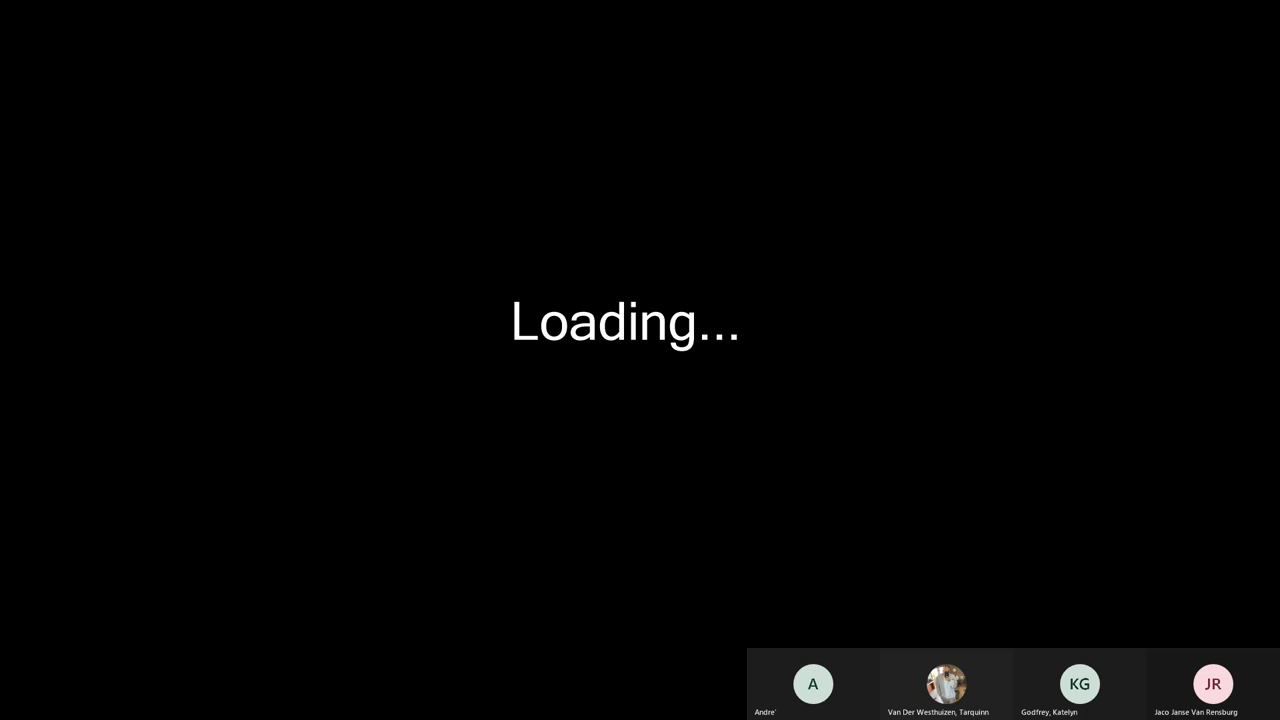 Loading...
A
KG
JR
Andre'
Van Der Westhuizen, Tarquinn
Godfrey, Katelyn
Jaco Janse Van Rensburg